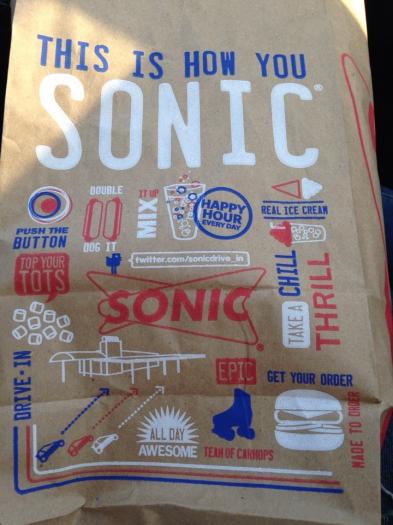 THIS IS HOW YOU
SONIC®
PUSH THE
BUTTON
DOUBLE
DOG IT
MIX IT UP
HAPPY
HOUR
EVERY DAY
REAL ICE CREAM
TOP YOUR
TOTS
twitter.com/sonicdrive_in
TAKE A
CHILL
THRILL
SONIC®
DRIVE-IN
EPIC
GET YOUR ORDER
MADE TO ORDER
ALL DAY
AWESOME
TEAM OF CARHOPS